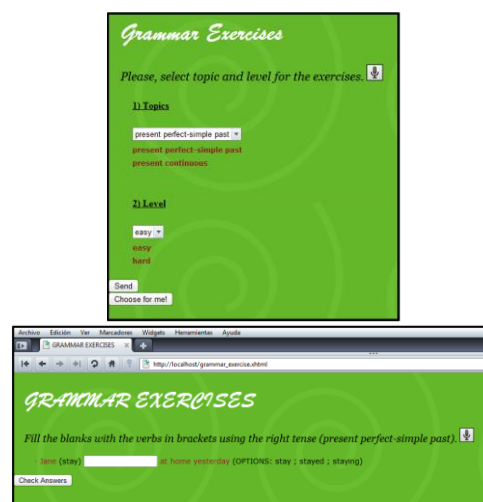 Grammar Exercises
Please, select topic and level for the exercises.
1) Topics
present perfect-simple past
present perfect-simple past
present continuous
2) Level
easy
easy
hard
Send
Choose for me!
Archivo Edición Ver Marcadores Widgets Herramientas Ayuda
GRAMMAR EXERCISES
http://localhost/grammar_exercise.xhtml
GRAMMAR EXERCISES
Fill the blanks with the verbs in brackets using the right tense (present perfect-simple past).
- Jane (stay) at home yesterday (OPTIONS: stay ; stayed ; staying)
Check Answers